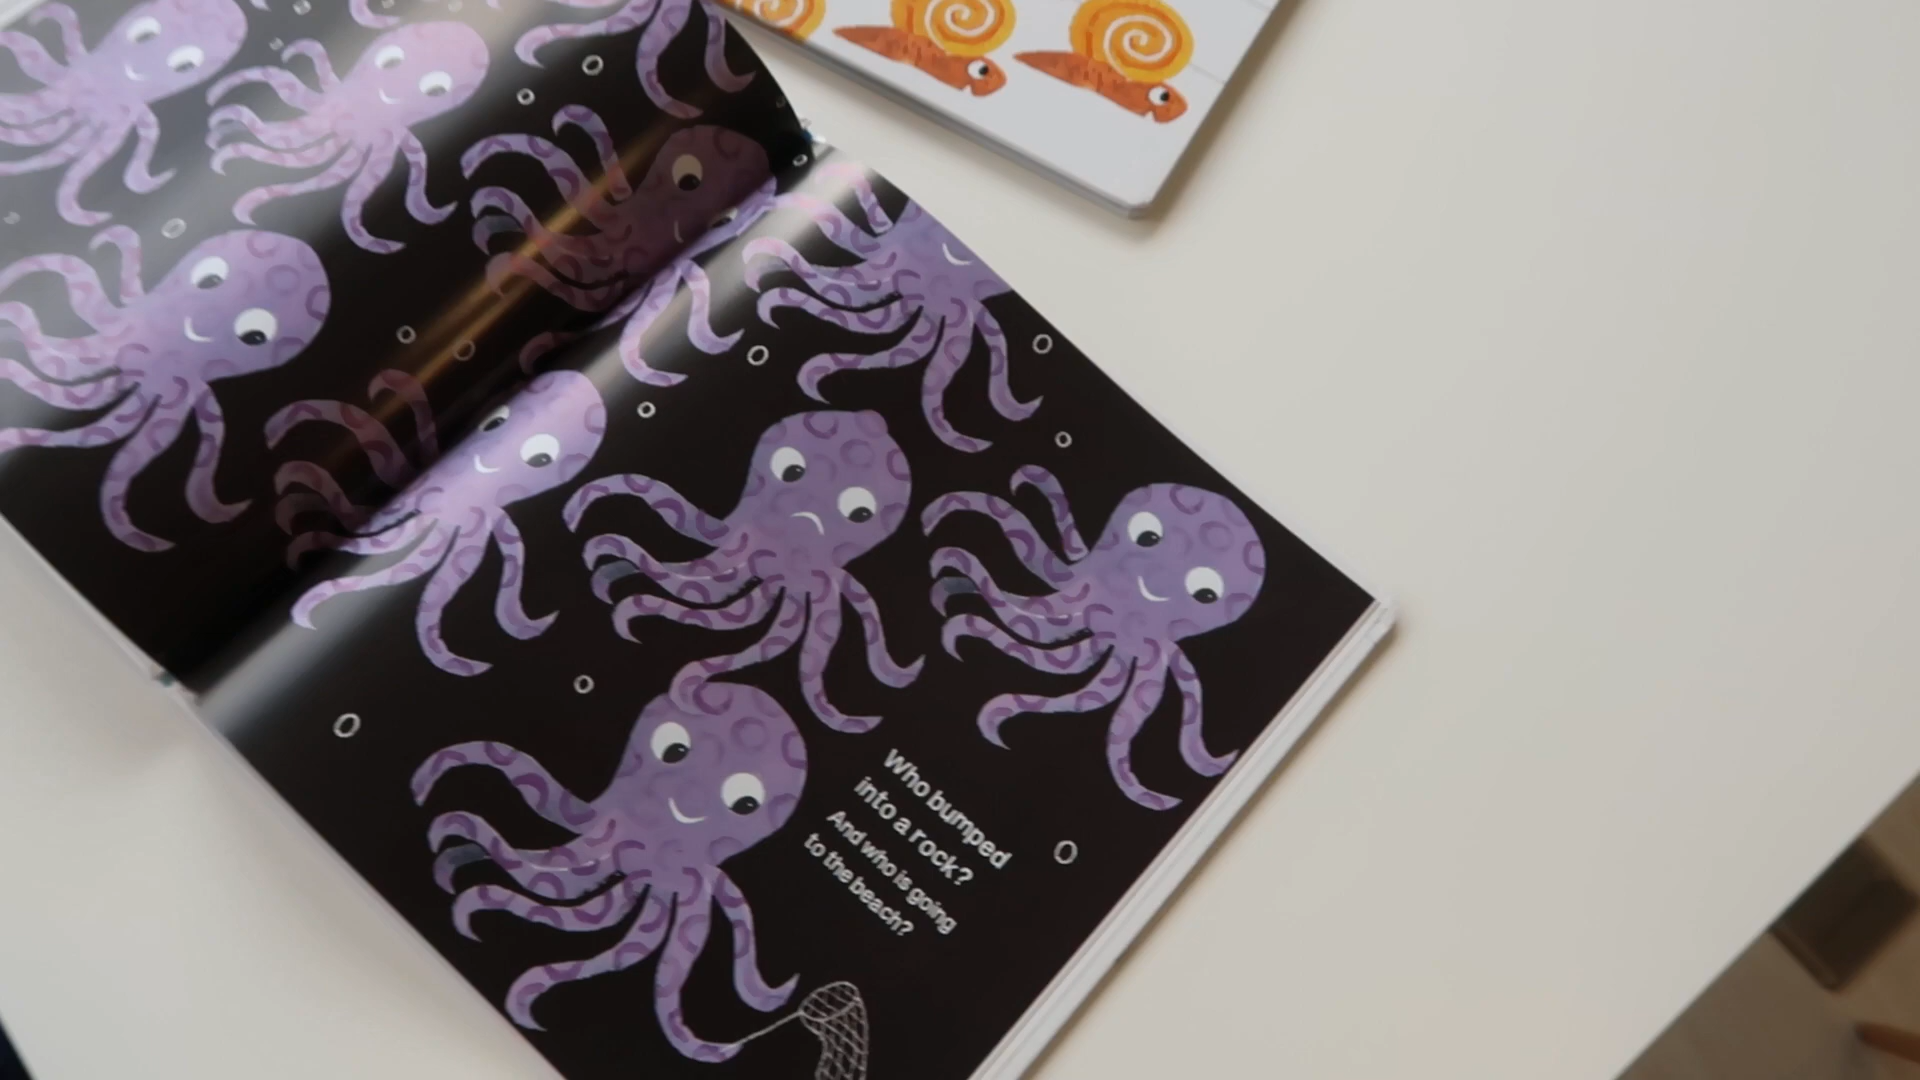 Who bumped
into a rock?
And who is going
to the beach?